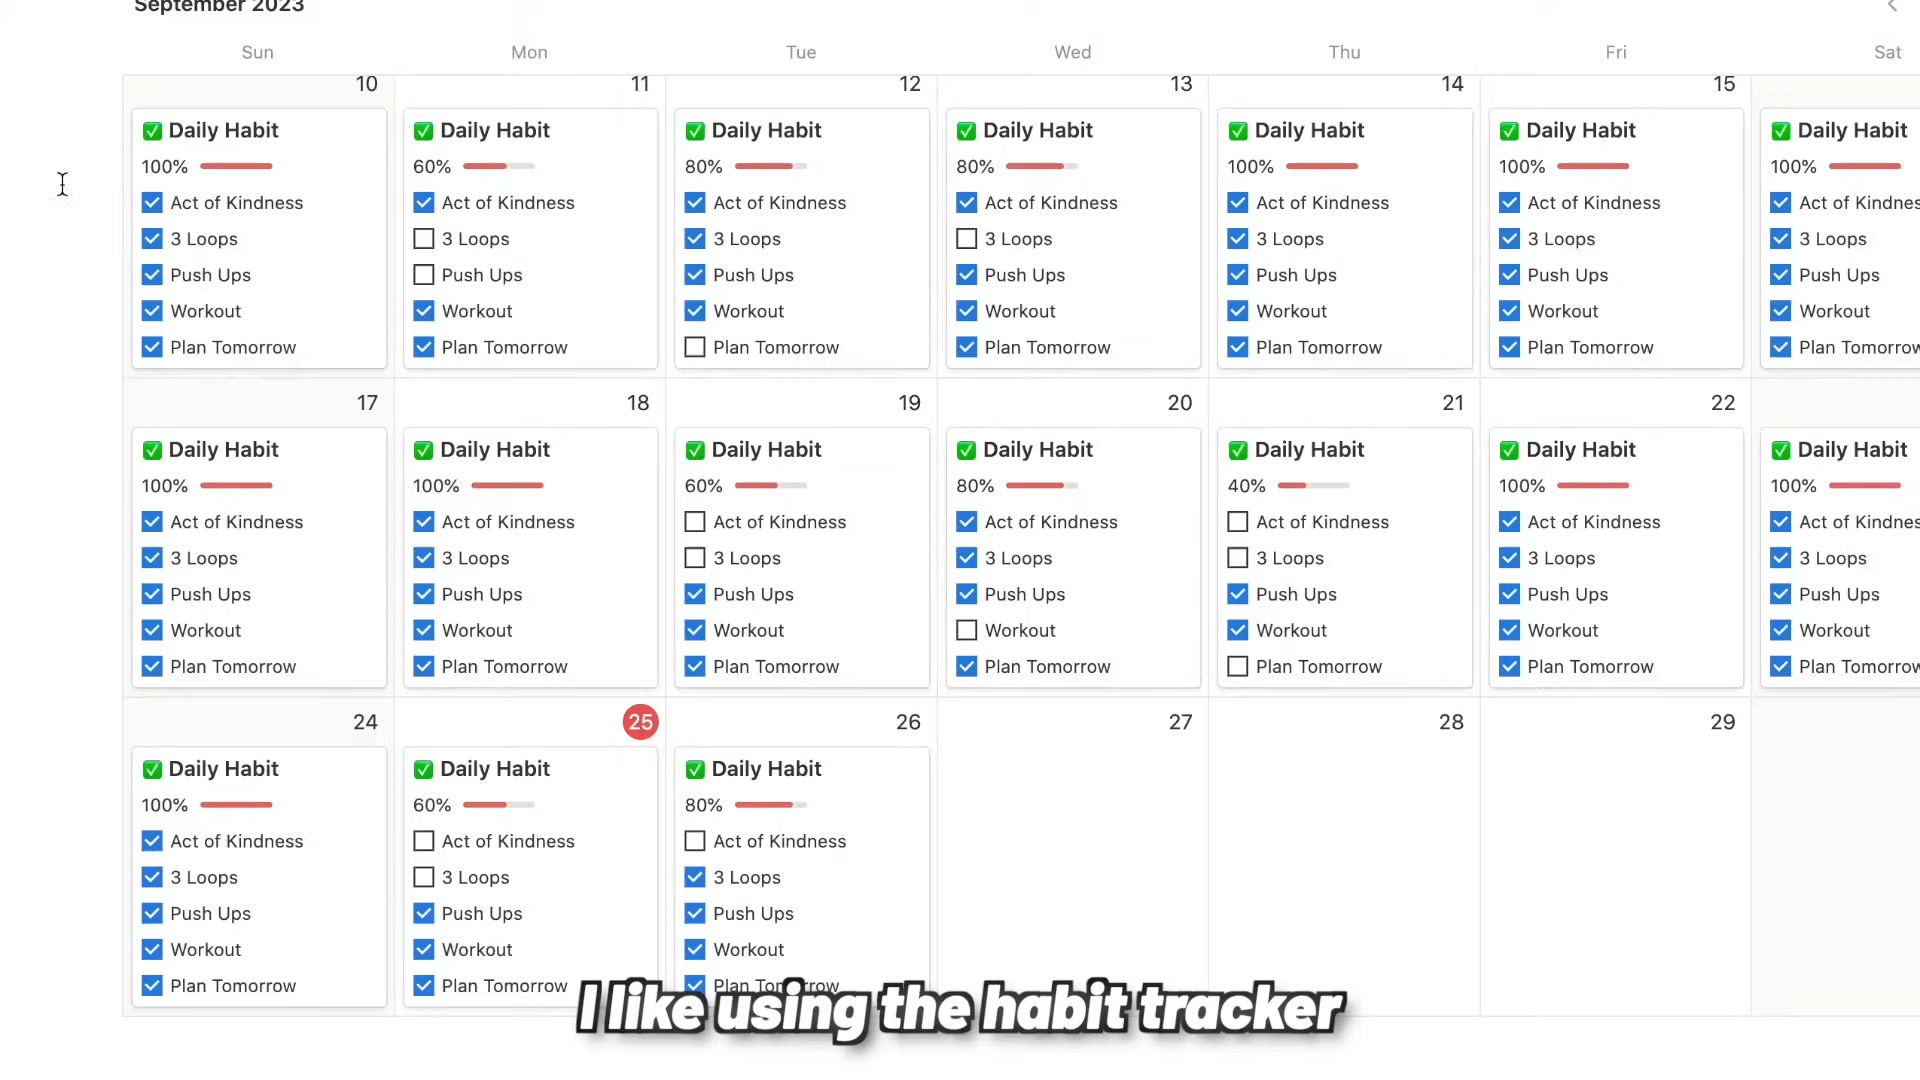 September 2023
Sun Mon Tue Wed Thu Fri Sat
10 11 12 13 14 15
Daily Habit Daily Habit Daily Habit Daily Habit Daily Habit Daily Habit Daily Habit
100% 60% 80% 80% 100% 100% 100%
Act of Kindness Act of Kindness Act of Kindness Act of Kindness Act of Kindness Act of Kindness Act of Kindnes
3 Loops 3 Loops 3 Loops 3 Loops 3 Loops 3 Loops 3 Loops
Push Ups Push Ups Push Ups Push Ups Push Ups Push Ups Push Ups
Workout Workout Workout Workout Workout Workout Workout
Plan Tomorrow Plan Tomorrow Plan Tomorrow Plan Tomorrow Plan Tomorrow Plan Tomorrow Plan Tomorrow
17 18 19 20 21 22
Daily Habit Daily Habit Daily Habit Daily Habit Daily Habit Daily Habit Daily Habit
100% 100% 60% 80% 40% 100% 100%
Act of Kindness Act of Kindness Act of Kindness Act of Kindness Act of Kindness Act of Kindness Act of Kindnes
3 Loops 3 Loops 3 Loops 3 Loops 3 Loops 3 Loops 3 Loops
Push Ups Push Ups Push Ups Push Ups Push Ups Push Ups Push Ups
Workout Workout Workout Workout Workout Workout Workout
Plan Tomorrow Plan Tomorrow Plan Tomorrow Plan Tomorrow Plan Tomorrow Plan Tomorrow Plan Tomorrow
24 25 26 27 28 29
Daily Habit Daily Habit Daily Habit
100% 60% 80%
Act of Kindness Act of Kindness Act of Kindness
3 Loops 3 Loops 3 Loops
Push Ups Push Ups Push Ups
Workout Workout Workout
Plan Tomorrow Plan Tomorrow Plan Tomorrow
I like using the habit tracker